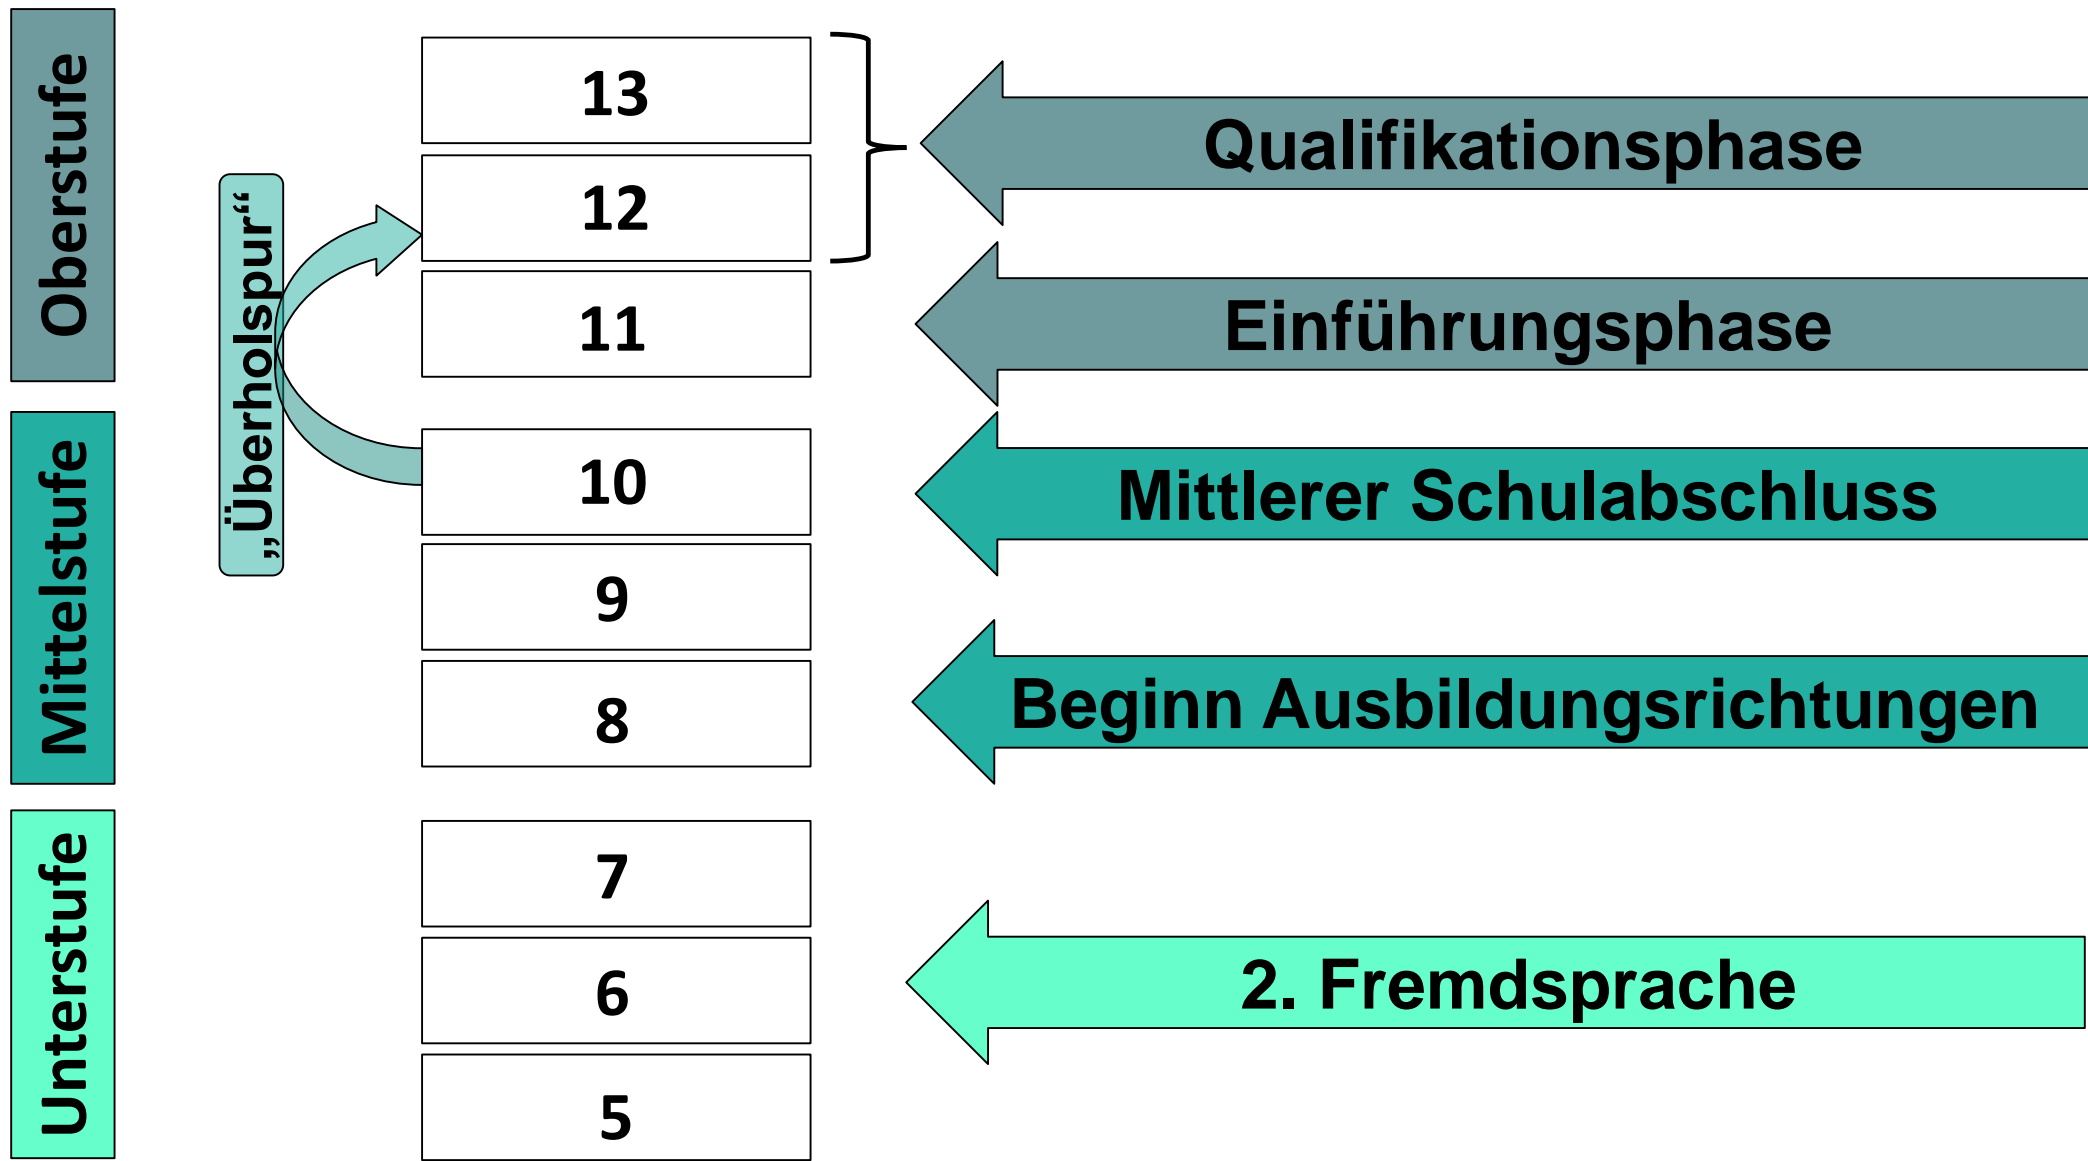 Oberstufe
13
Qualifikationsphase
12
„Überholspur“
11
Einführungsphase
Mittelstufe
10
Mittlerer Schulabschluss
9
8
Beginn Ausbildungsrichtungen
Unterstufe
7
6
2. Fremdsprache
5